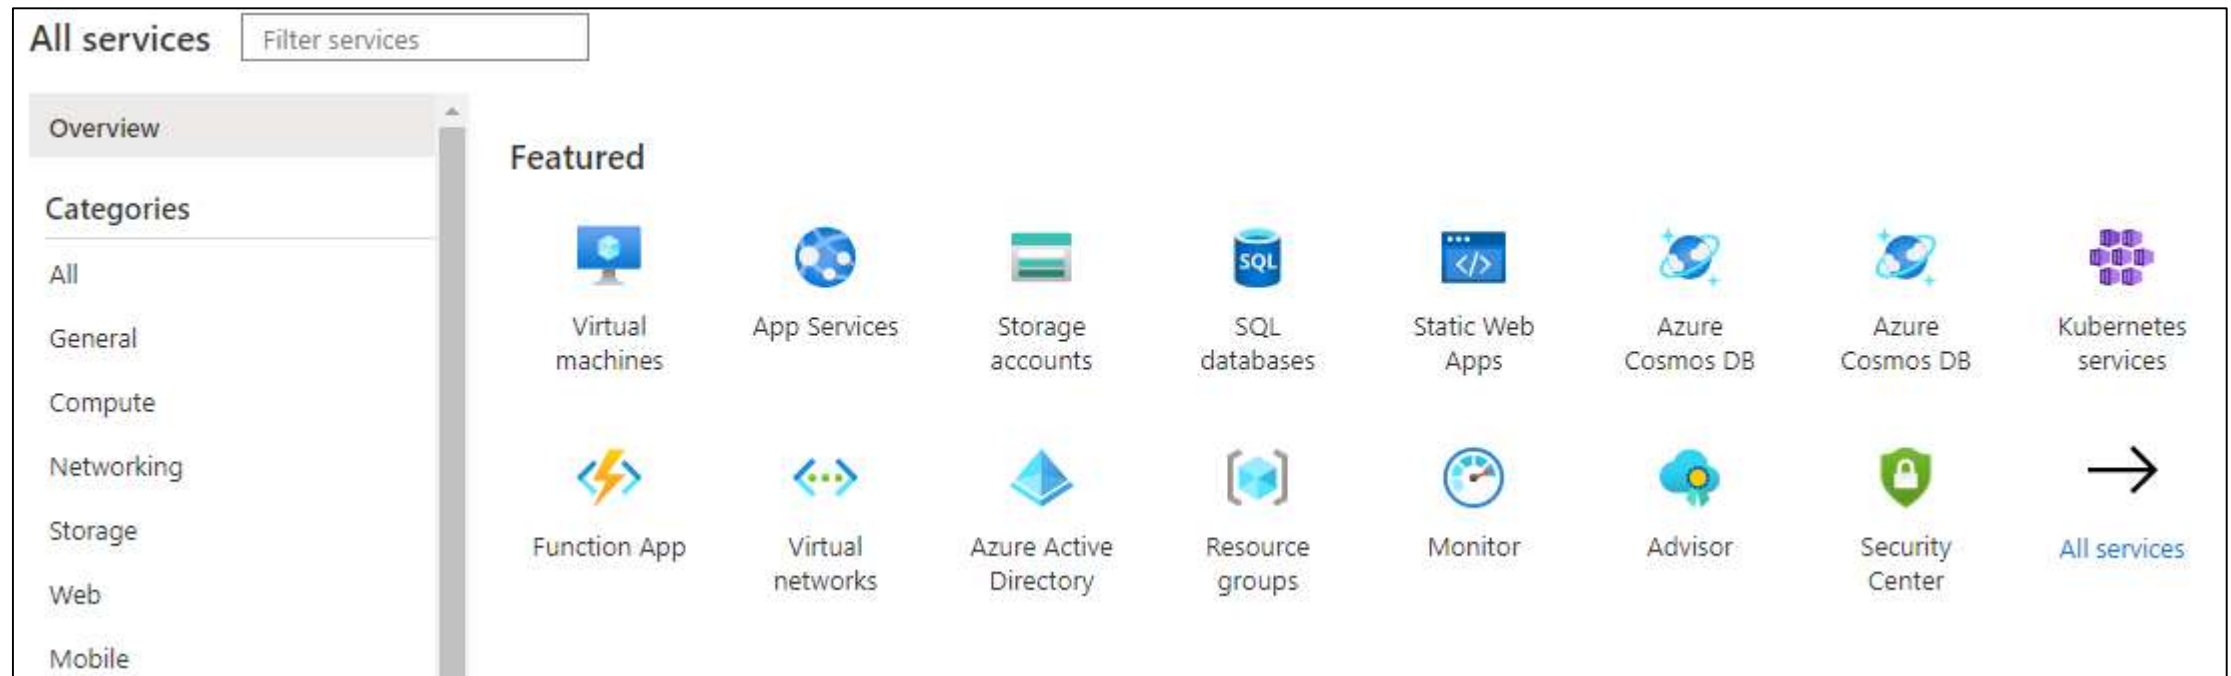 All services
Filter services
Overview
Categories
All
General
Compute
Networking
Storage
Web
Mobile
Featured
Virtual
machines
App Services
Storage
accounts
SQL
SQL
databases
</>
Static Web
Apps
Azure
Cosmos DB
Azure
Cosmos DB
Kubernetes
services
Function App
Virtual
networks
Azure Active
Directory
Resource
groups
Monitor
Advisor
Security
Center
All services